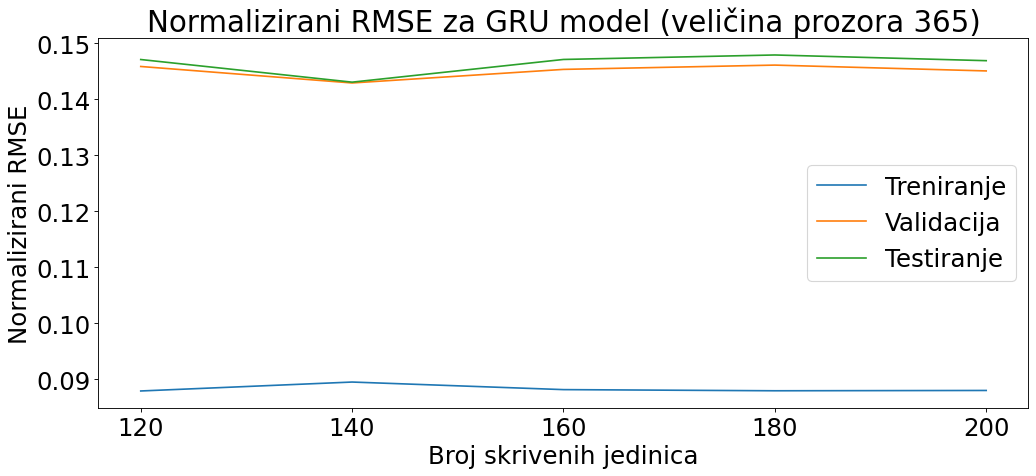 Normalizirani RMSE za GRU model (veličina prozora 365)
Normalizirani RMSE
0.15
0.14
0.13
0.12
0.11
0.10
0.09
Treniranje
Validacija
Testiranje
120 140 160 180 200
Broj skrivenih jedinica